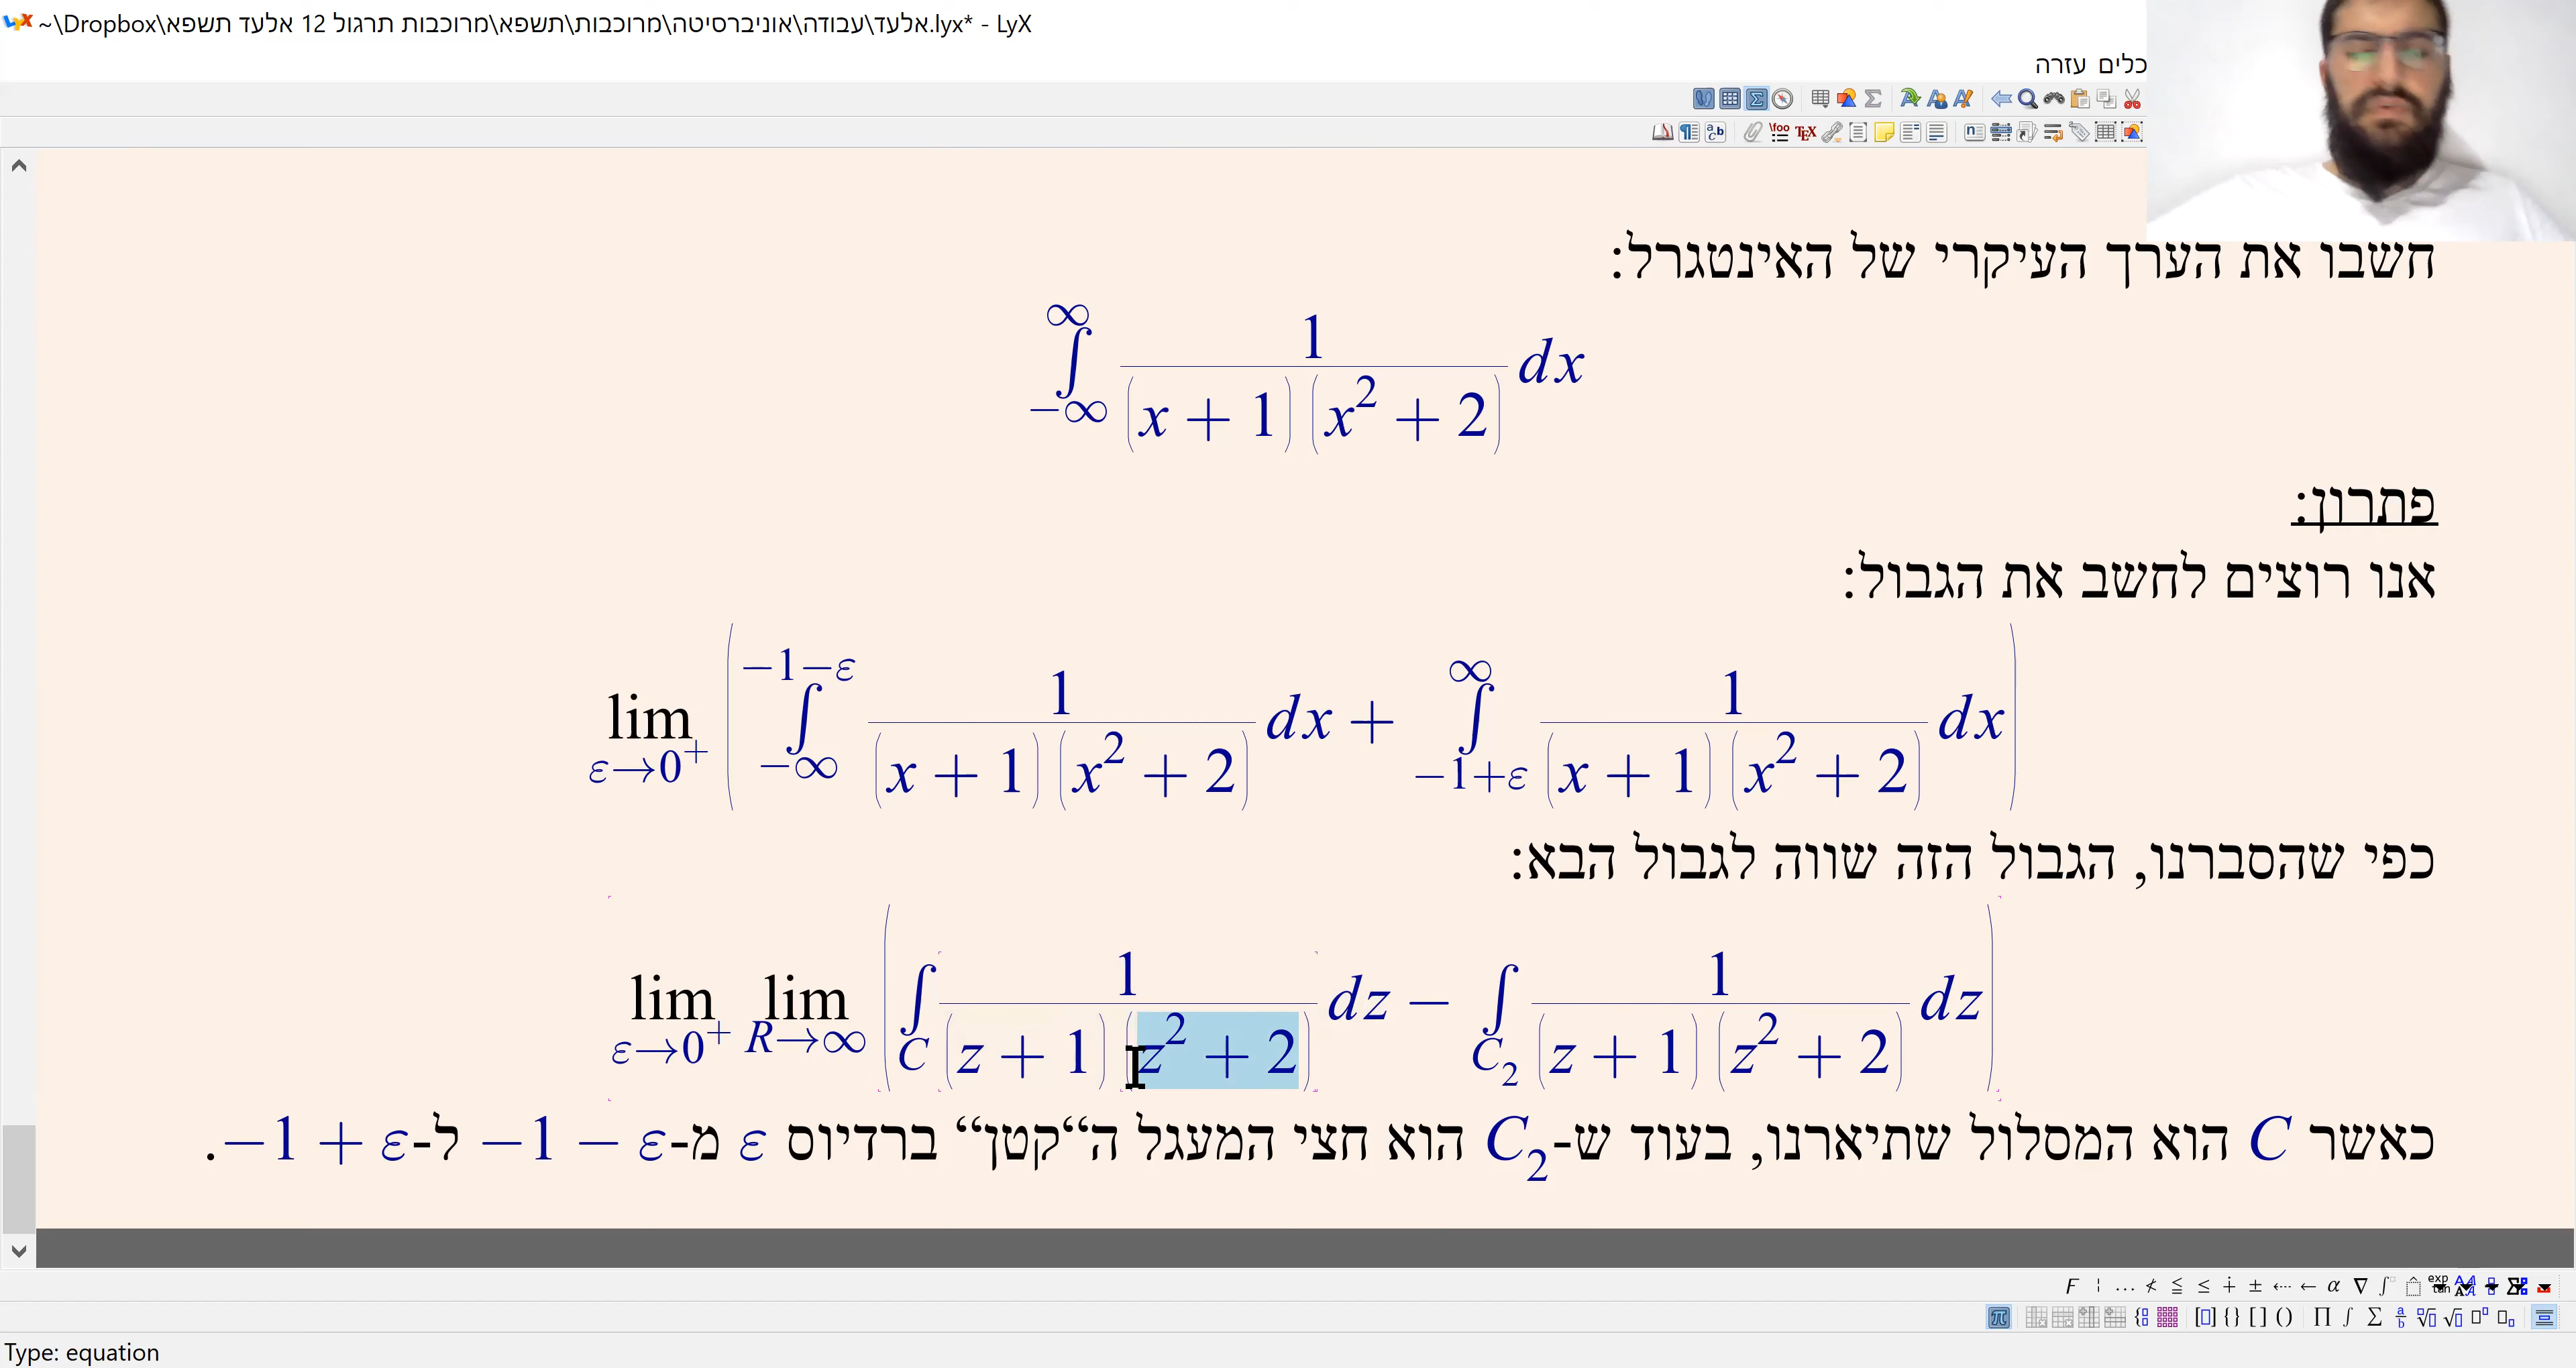 ~\Dropbox\אלעד\עבודה\אוניברסיטה\מרוכבות\תשפא\מרוכבות תרגול 12 אלעד תשפא.lyx* - LyX
כלים עזרה
חשבו את הערך העיקרי של האינטגרל:
∫_{-∞}^{∞} 1/((x+1)(x^2+2)) dx
פתרון:
אנו רוצים לחשב את הגבול:
lim_{ε→0^+} (∫_{-∞}^{-1-ε} 1/((x+1)(x^2+2)) dx + ∫_{-1+ε}^{∞} 1/((x+1)(x^2+2)) dx)
כפי שהסברנו, הגבול הזה שווה לגבול הבא:
lim_{ε→0^+} lim_{R→∞} (∫_C 1/((z+1)(z^2+2)) dz − ∫_{C_2} 1/((z+1)(z^2+2)) dz)
כאשר C הוא המסלול שתיארנו, בעוד ש-C_2 הוא חצי המעגל ה“קטן“ ברדיוס ε מ-−1 − ε ל-−1 + ε.
Type: equation